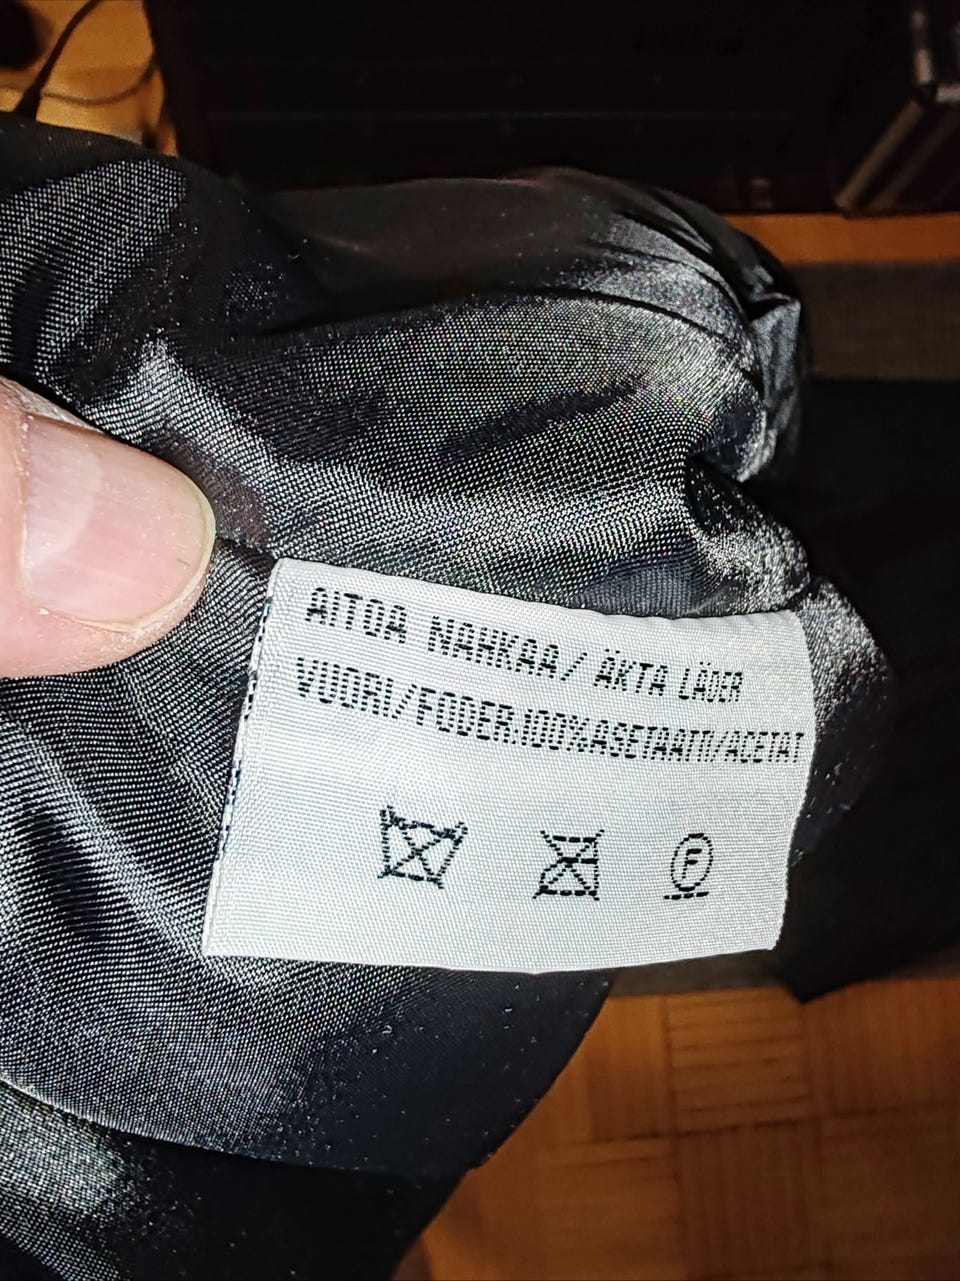 AITOA NAHKAA / ÄKTA LÄDER
VUORI/FODER.100%ASETAATTI/ACETAT
F